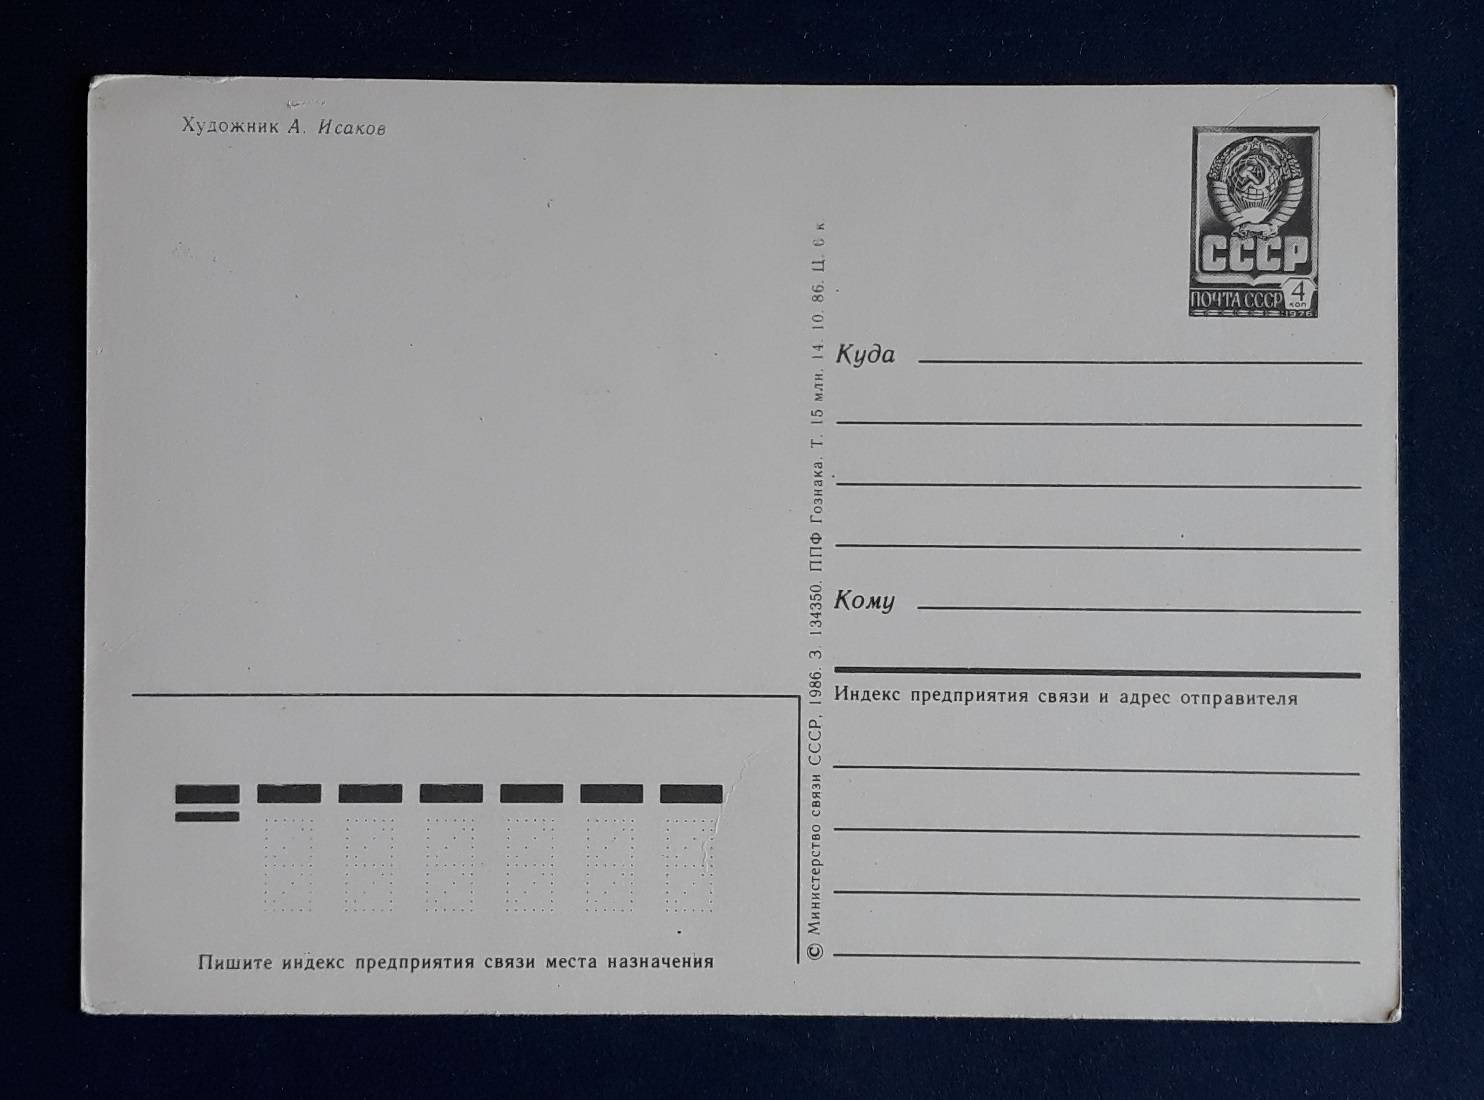 Художник А. Исаков
СССР
ПОЧТА СССР 4
коп
1976
Куда
Кому
Индекс предприятия связи и адрес отправителя
© Министерство связи СССР, 1986. З. 134350. ППФ Гознака. Т. 15 млн. 14. 10. 86. Ц. 6 к
Пишите индекс предприятия связи места назначения